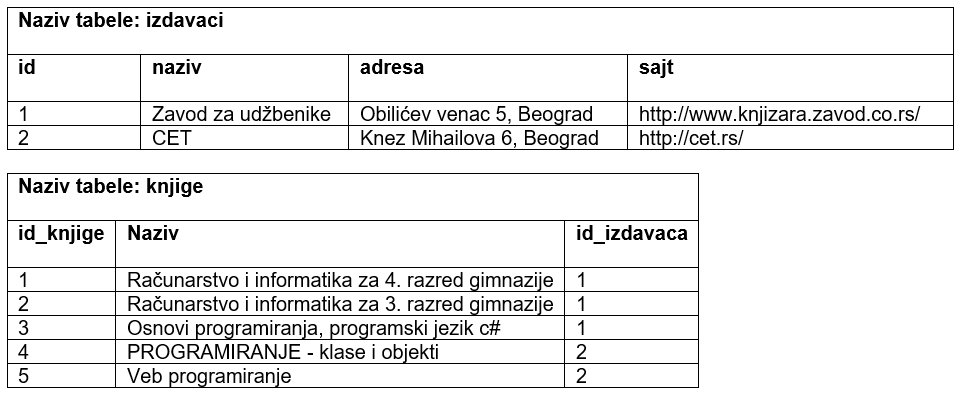 Naziv tabele: izdavaci
id naziv adresa sajt
1 Zavod za udžbenike Obilićev venac 5, Beograd http://www.knjizara.zavod.co.rs/
2 CET Knez Mihailova 6, Beograd http://cet.rs/
Naziv tabele: knjige
id_knjige Naziv id_izdavaca
1 Računarstvo i informatika za 4. razred gimnazije 1
2 Računarstvo i informatika za 3. razred gimnazije 1
3 Osnovi programiranja, programski jezik c# 1
4 PROGRAMIRANJE - klase i objekti 2
5 Veb programiranje 2